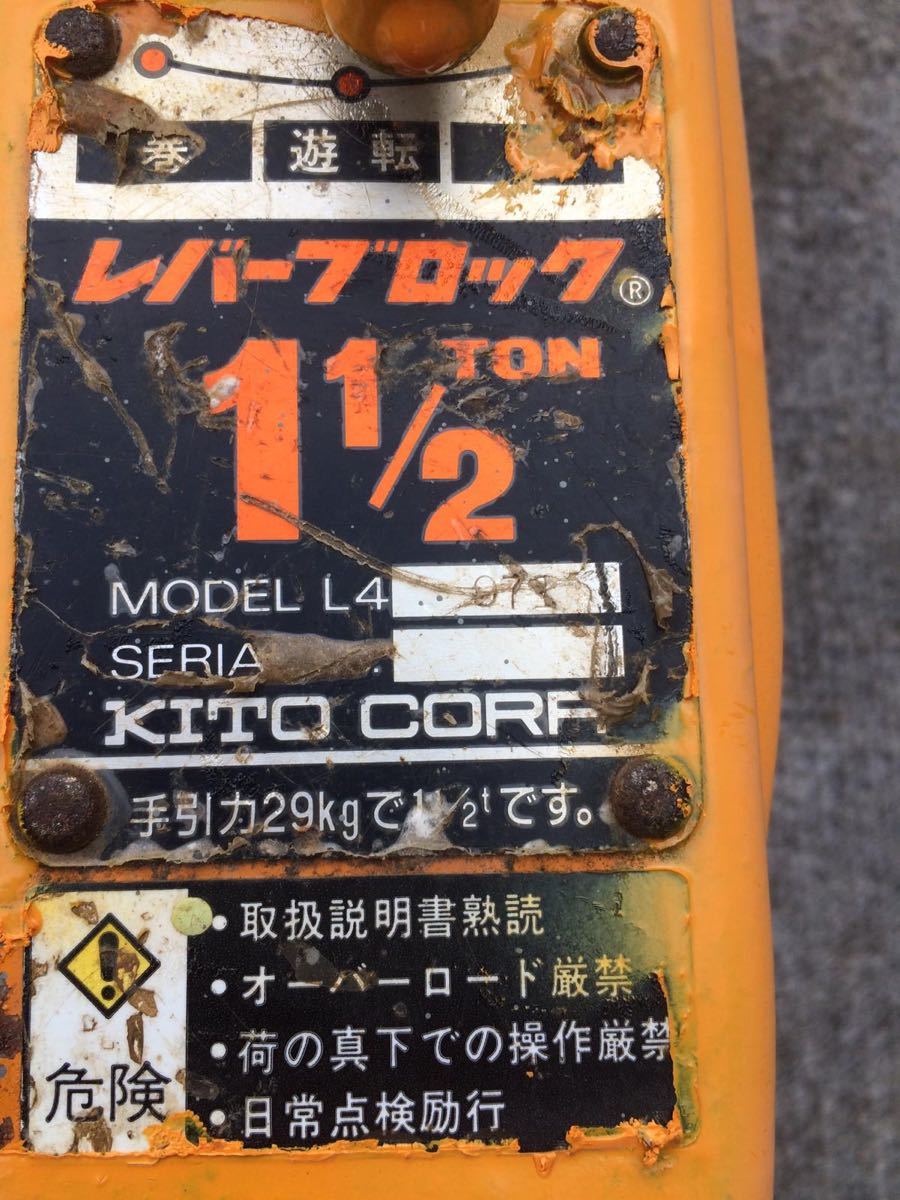 巻 遊転
レバーブロック®
1 1/2 TON
MODEL L4
KITO CORP
手引力29kgで1 1/2tです。
・取扱説明書熟読
・オーバーロード厳禁
・荷の真下での操作厳禁
・日常点検励行
危険